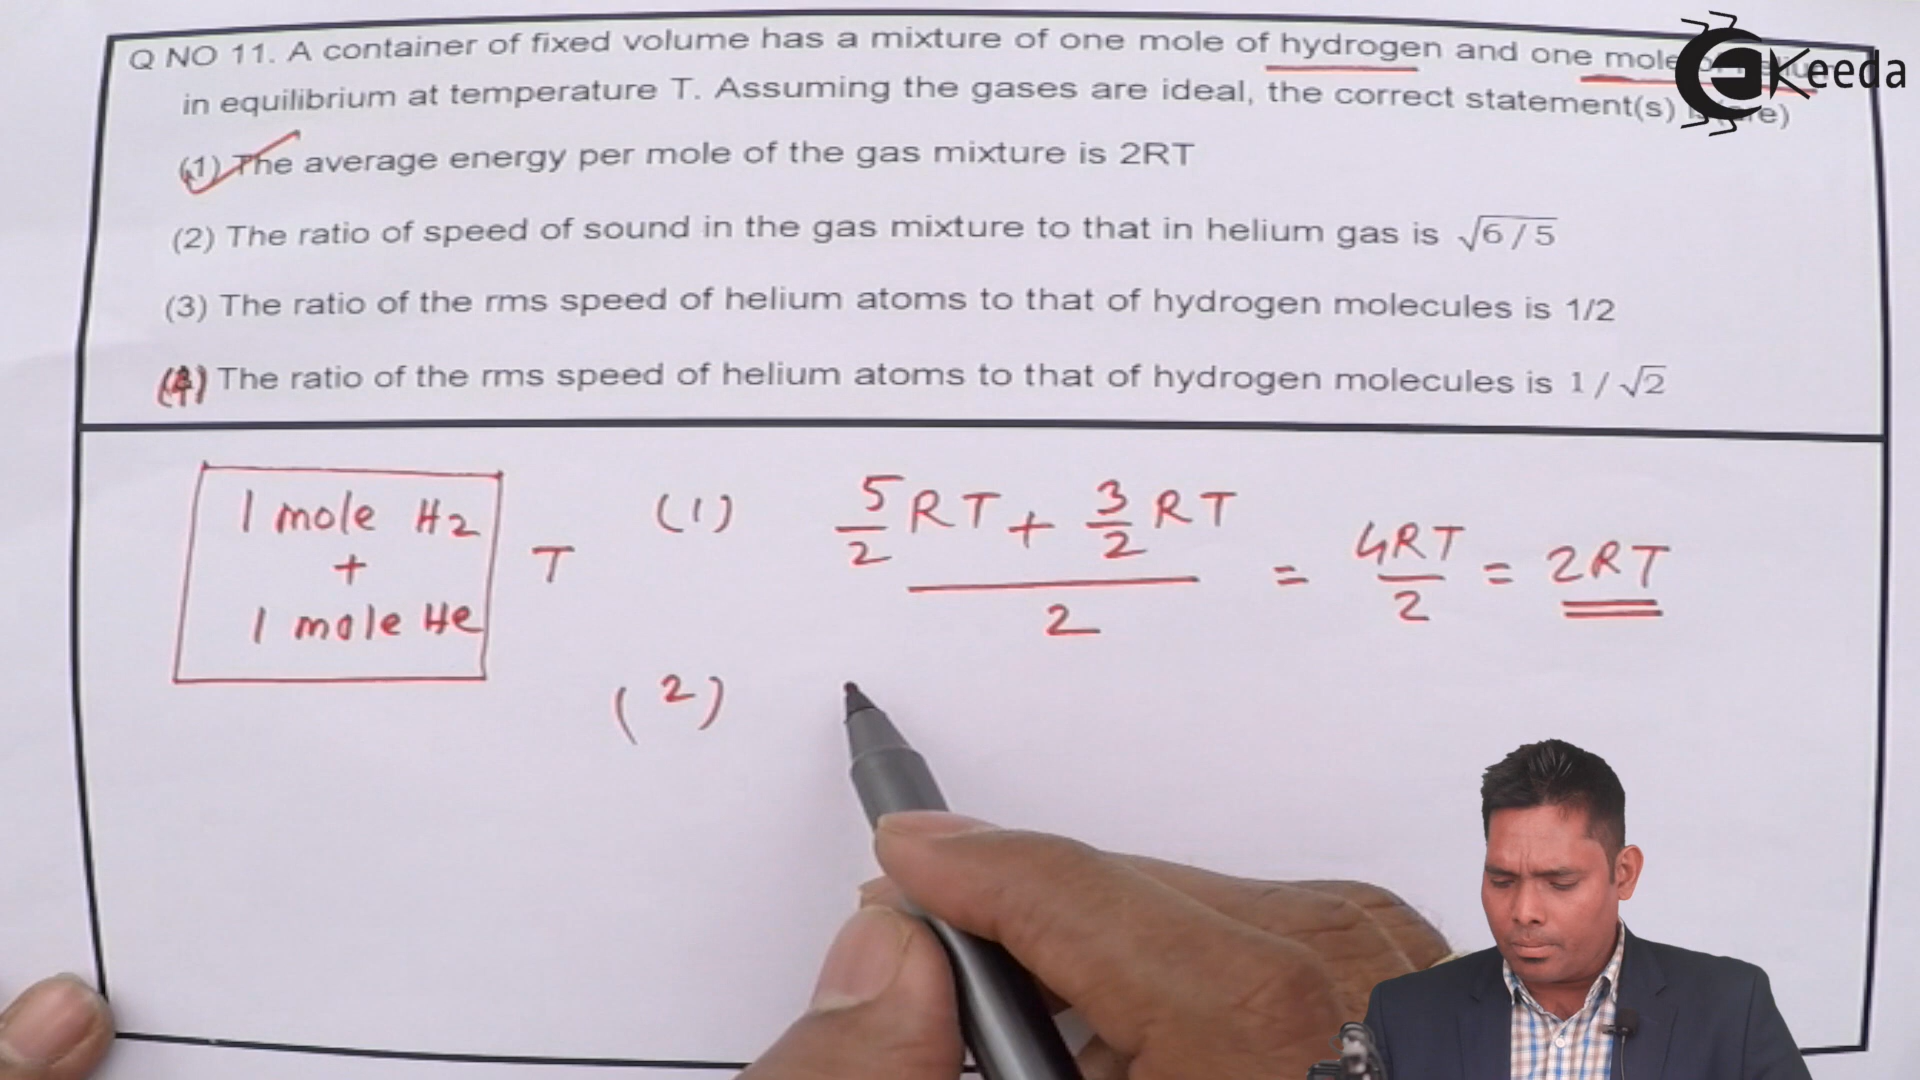 Q NO 11. A container of fixed volume has a mixture of one mole of hydrogen and one mole
in equilibrium at temperature T. Assuming the gases are ideal, the correct statement(s)
(1) The average energy per mole of the gas mixture is 2RT
(2) The ratio of speed of sound in the gas mixture to that in helium gas is √6/5
(3) The ratio of the rms speed of helium atoms to that of hydrogen molecules is 1/2
(4) The ratio of the rms speed of helium atoms to that of hydrogen molecules is 1/√2
eKeeda
1 mole H2
+
1 mole He
T
(1) 5/2 RT + 3/2 RT / 2 = 4RT/2 = 2RT
(2)